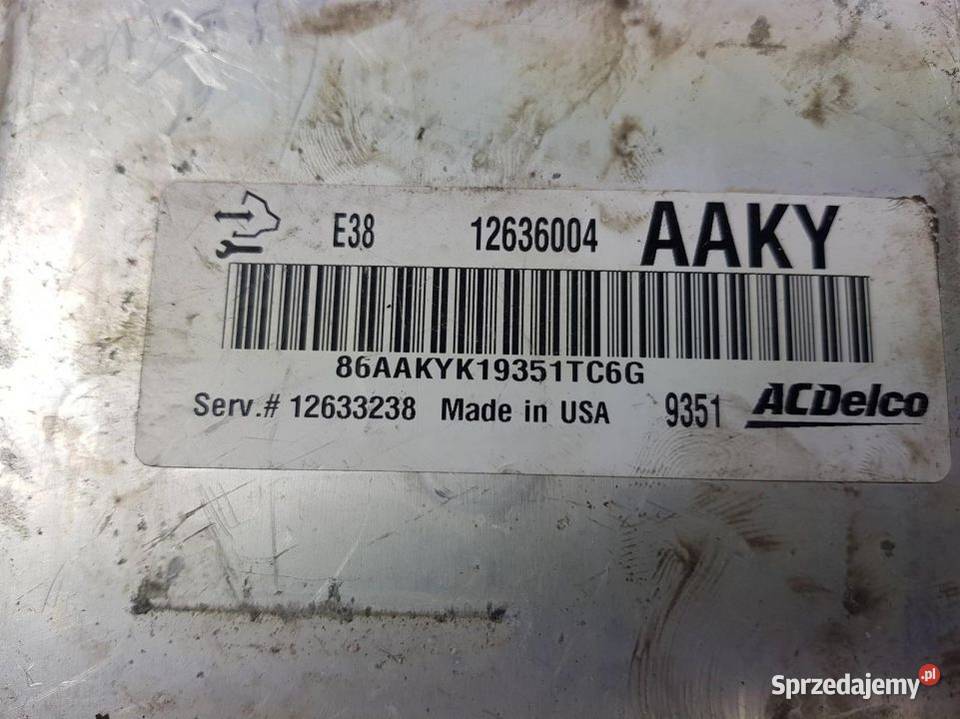 E38 12636004 AAKY
86AAKYK19351TC6G
Serv.# 12633238 Made in USA 9351 ACDelco
Sprzedajemy.pl